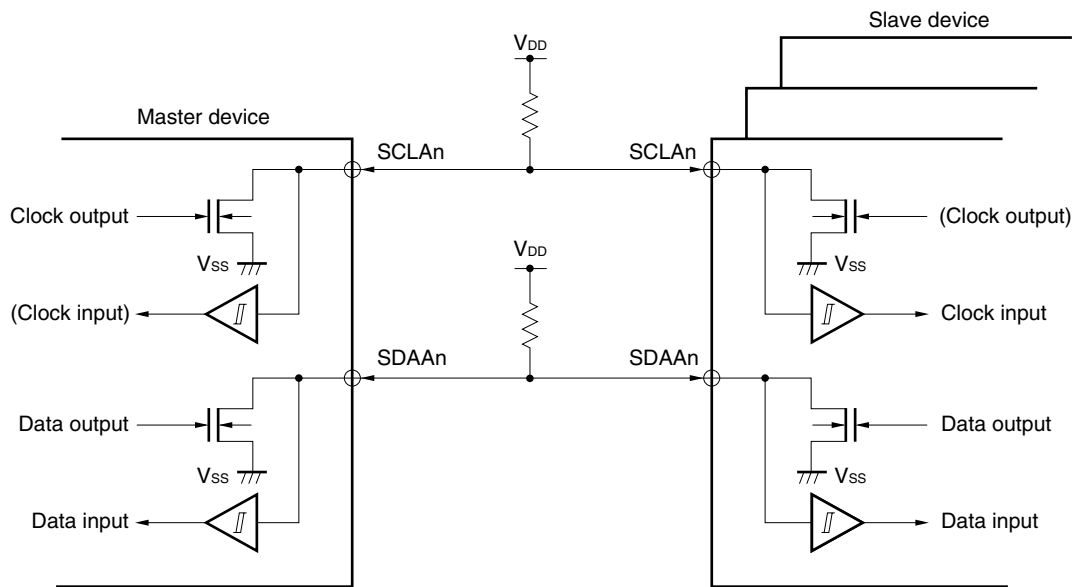 Slave device
VDD
Master device
SCLAn
SCLAn
Clock output
(Clock output)
VSS
VDD
VSS
(Clock input)
Clock input
SDAAn
SDAAn
Data output
Data output
VSS
VSS
Data input
Data input